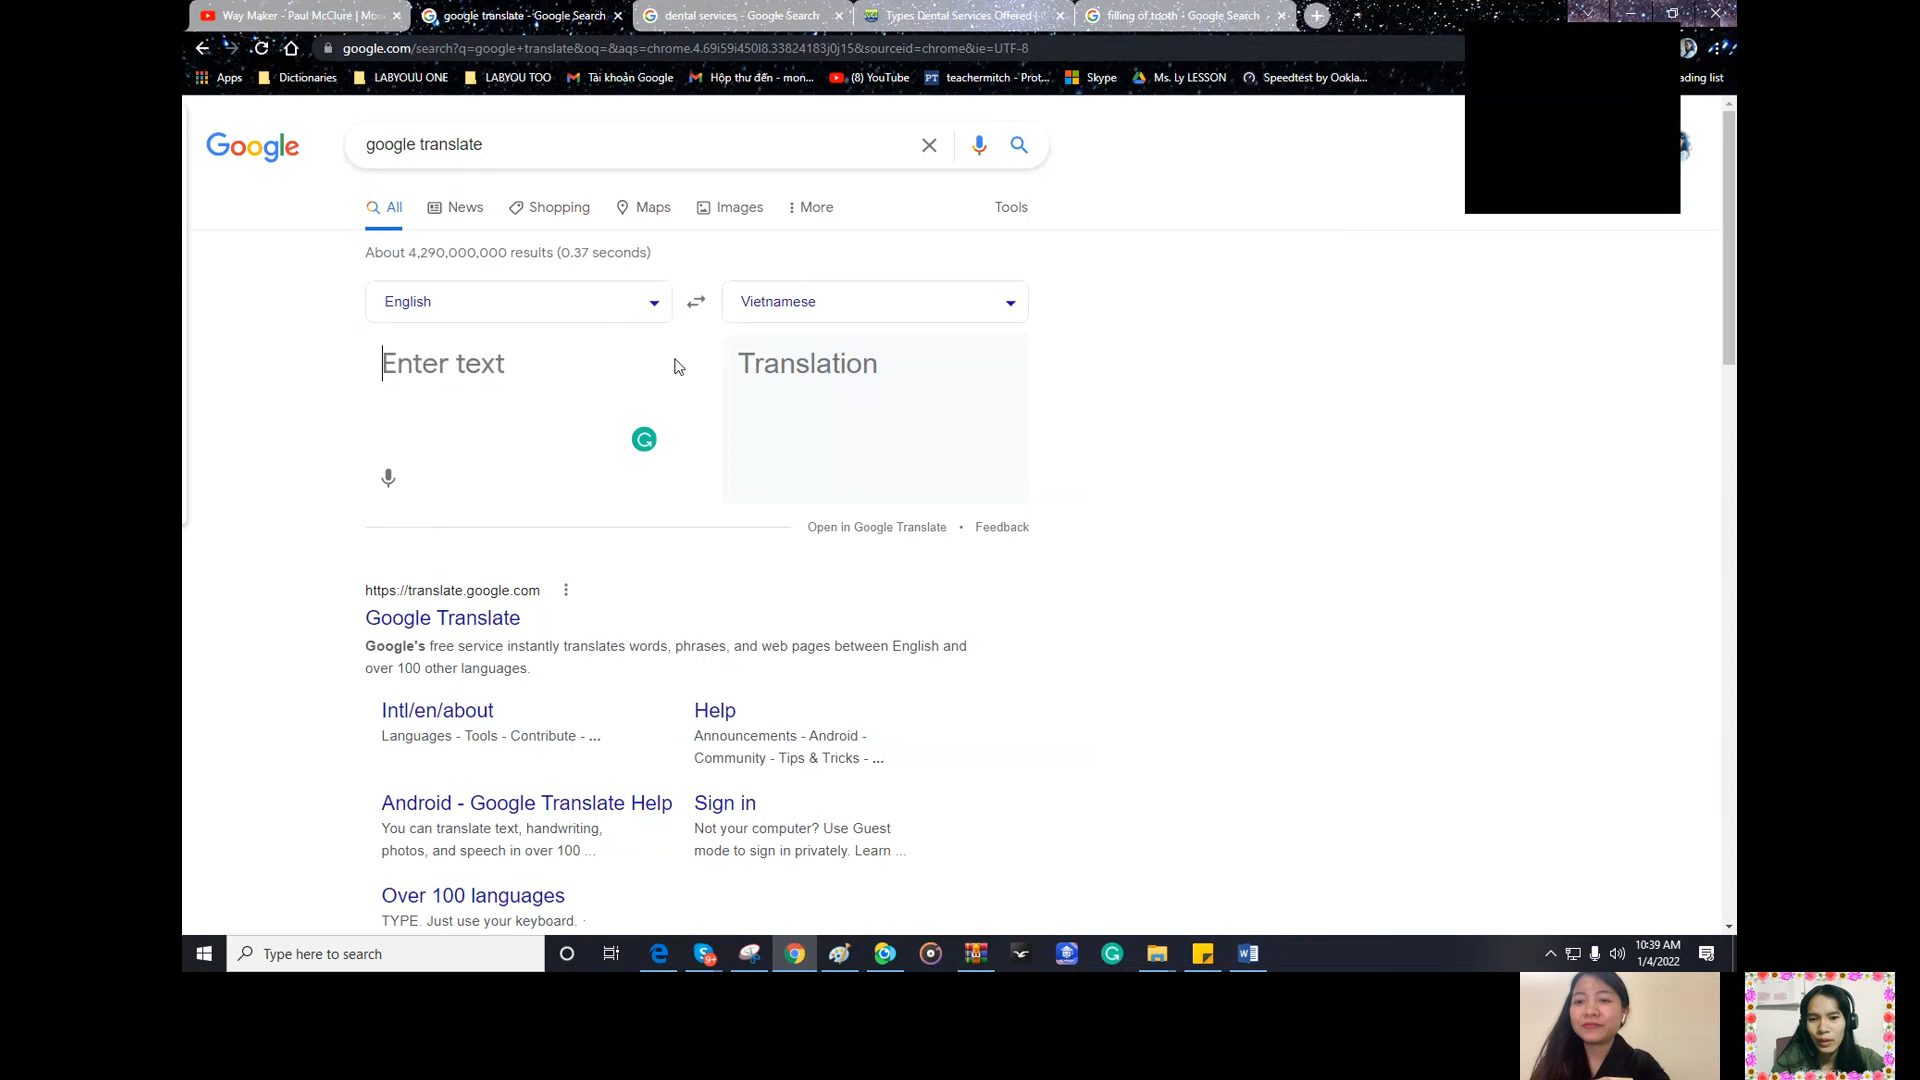 Way Maker - Paul McClure | Mo
google translate - Google Search
dental services - Google Search
Types Dental Services Offered |
filling of tooth - Google Search
google.com/search?q=google+translate&oq=&aqs=chrome.4.69i59i450l8.33824183j0j15&sourceid=chrome&ie=UTF-8
Apps
Dictionaries
LABYOUU ONE
LABYOU TOO
Tài khoản Google
Hộp thư đến - mon...
(8) YouTube
PT teachermitch - Prot...
Skype
Ms. Ly LESSON
Speedtest by Ookla...
ading list
Google
google translate
All
News
Shopping
Maps
Images
More
Tools
About 4,290,000,000 results (0.37 seconds)
English
Vietnamese
Enter text
Translation
Open in Google Translate • Feedback
https://translate.google.com
Google Translate
Google's free service instantly translates words, phrases, and web pages between English and
over 100 other languages.
Intl/en/about
Languages - Tools - Contribute - ...
Help
Announcements - Android -
Community - Tips & Tricks - ...
Android - Google Translate Help
You can translate text, handwriting,
photos, and speech in over 100 ...
Sign in
Not your computer? Use Guest
mode to sign in privately. Learn ...
Over 100 languages
TYPE. Just use your keyboard. ·
Type here to search
9+
10:39 AM
1/4/2022